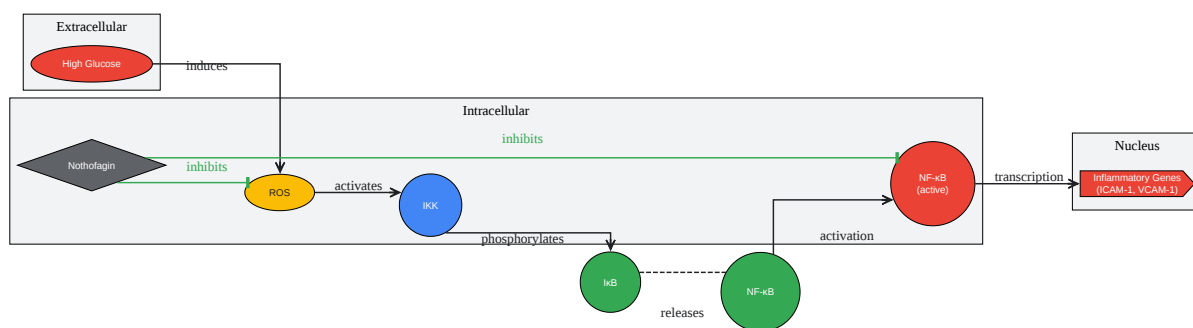 Extracellular
High Glucose
induces
Intracellular
inhibits
Nothofagin
inhibits
ROS
activates
IKK
phosphorylates
NF-κB
(active)
transcription
Nucleus
Inflammatory Genes
(ICAM-1, VCAM-1)
activation
IκB
NF-κB
releases